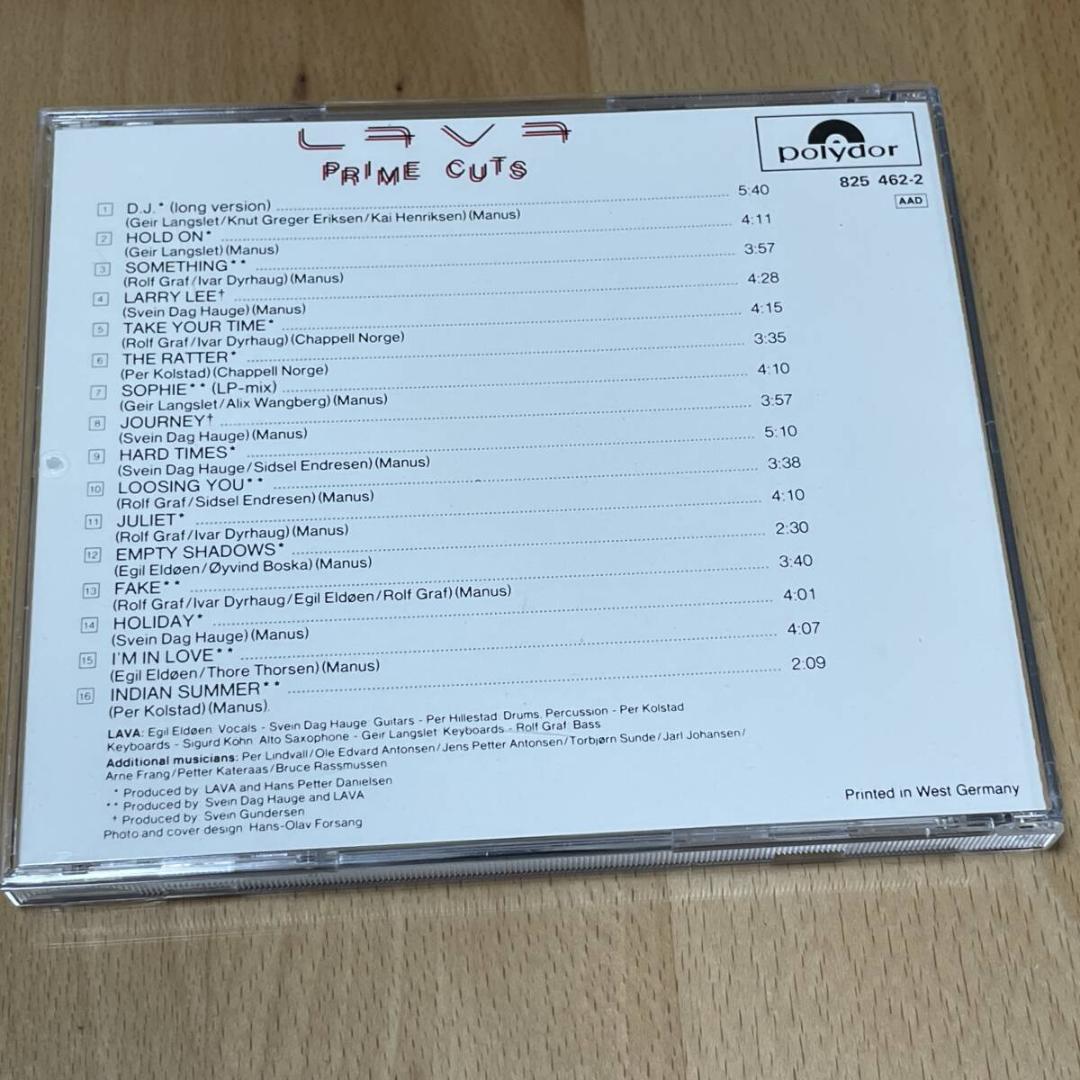 LAVA
PRIME CUTS
polydor
825 462-2
AAD
1 D.J.* (long version) 5:40
(Geir Langslet/Knut Greger Eriksen/Kai Henriksen) (Manus)
2 HOLD ON* 4:11
(Geir Langslet) (Manus)
3 SOMETHING** 3:57
(Rolf Graf/Ivar Dyrhaug) (Manus)
4 LARRY LEE† 4:28
(Svein Dag Hauge) (Manus)
5 TAKE YOUR TIME* 4:15
(Rolf Graf/Ivar Dyrhaug) (Chappell Norge)
6 THE RATTER* 3:35
(Per Kolstad) (Chappell Norge)
7 SOPHIE** (LP-mix) 4:10
(Geir Langslet/Alix Wangberg) (Manus)
8 JOURNEY† 3:57
(Svein Dag Hauge) (Manus)
9 HARD TIMES* 5:10
(Svein Dag Hauge/Sidsel Endresen) (Manus)
10 LOOSING YOU** 3:38
(Rolf Graf/Sidsel Endresen) (Manus)
11 JULIET* 4:10
(Rolf Graf/Ivar Dyrhaug) (Manus)
12 EMPTY SHADOWS* 2:30
(Egil Eldøen/Øyvind Boska) (Manus)
13 FAKE** 3:40
(Rolf Graf/Ivar Dyrhaug/Egil Eldøen/Rolf Graf) (Manus)
14 HOLIDAY* 4:01
(Svein Dag Hauge) (Manus)
15 I'M IN LOVE** 4:07
(Egil Eldøen/Thore Thorsen) (Manus)
16 INDIAN SUMMER** 2:09
(Per Kolstad) (Manus).
LAVA: Egil Eldøen Vocals - Svein Dag Hauge Guitars - Per Hillestad Drums, Percussion - Per Kolstad
Keyboards - Sigurd Køhn Alto Saxophone - Geir Langslet Keyboards - Rolf Graf Bass
Additional musicians: Per Lindvall/Ole Edvard Antonsen/Jens Petter Antonsen/Torbjørn Sunde/Jarl Johansen/
Arne Frang/Petter Kateraas/Bruce Rassmussen
* Produced by LAVA and Hans Petter Danielsen
** Produced by Svein Dag Hauge and LAVA
† Produced by Svein Gundersen
Photo and cover design Hans-Olav Forsang
Printed in West Germany